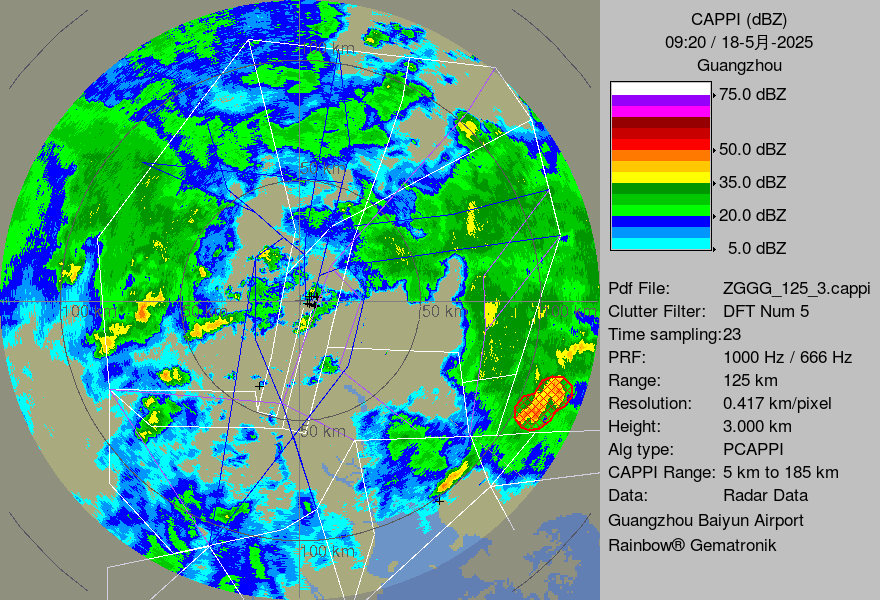 CAPPI (dBZ)
09:20 / 18-5月-2025
Guangzhou
75.0 dBZ
50.0 dBZ
35.0 dBZ
20.0 dBZ
5.0 dBZ
Pdf File: ZGGG_125_3.cappi
Clutter Filter: DFT Num 5
Time sampling:23
PRF: 1000 Hz / 666 Hz
Range: 125 km
Resolution: 0.417 km/pixel
Height: 3.000 km
Alg type: PCAPPI
CAPPI Range: 5 km to 185 km
Data: Radar Data
Guangzhou Baiyun Airport
Rainbow® Gematronik
km
50 km
100 km
50 km
50 km
100 km